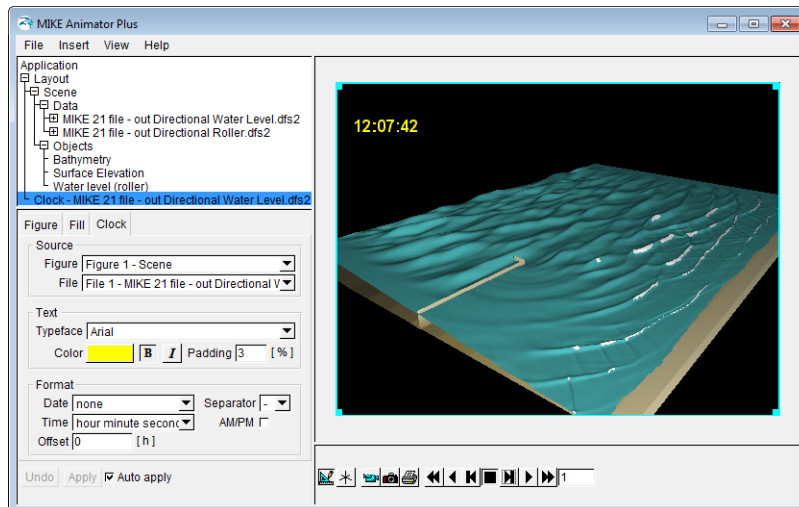 MIKE Animator Plus
File Insert View Help
Application
Layout
Scene
Data
MIKE 21 file - out Directional Water Level.dfs2
MIKE 21 file - out Directional Roller.dfs2
Objects
Bathymetry
Surface Elevation
Water level (roller)
Clock - MIKE 21 file - out Directional Water Level.dfs2
12:07:42
Figure Fill Clock
Source
Figure Figure 1 - Scene
File File 1 - MIKE 21 file - out Directional V
Text
Typeface Arial
Color B I Padding 3 [%]
Format
Date none Separator -
Time hour minute second AM/PM
Offset 0 [h]
Undo Apply Auto apply
1